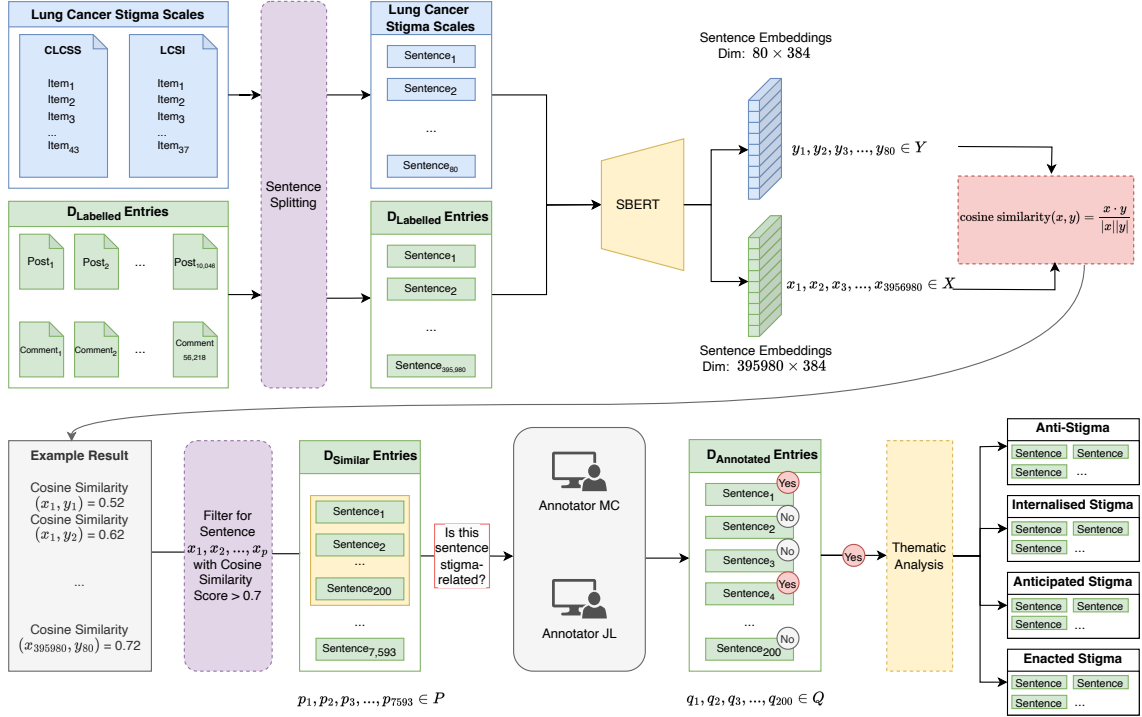 Lung Cancer Stigma Scales
CLCSS
Item1
Item2
Item3
...
Item43
LCSI
Item1
Item2
Item3
...
Item37
DLabelled Entries
Post1
Post2
...
Post10,046
Comment1
Comment2
...
Comment
56,218
Sentence
Splitting
Lung Cancer
Stigma Scales
Sentence1
Sentence2
...
Sentence80
DLabelled Entries
Sentence1
Sentence2
...
Sentence395,980
SBERT
Sentence Embeddings
Dim: 80 × 384
y1, y2, y3, ..., y80 ∈ Y
x1, x2, x3, ..., x3956980 ∈ X
Sentence Embeddings
Dim: 395980 × 384
cosine similarity(x, y) = x · y / |x||y|
Example Result
Cosine Similarity
(x1, y1) = 0.52
Cosine Similarity
(x1, y2) = 0.62
...
Cosine Similarity
(x395980, y80) = 0.72
Filter for
Sentence
x1, x2, ..., xp
with Cosine
Similarity
Score > 0.7
DSimilar Entries
Sentence1
Sentence2
...
Sentence200
...
Sentence7,593
p1, p2, p3, ..., p7593 ∈ P
Is this
sentence
stigma-
related?
Annotator MC
Annotator JL
DAnnotated Entries
Yes
Sentence1
No
Sentence2
No
Sentence3
Yes
Sentence4
...
No
Sentence200
q1, q2, q3, ..., q200 ∈ Q
Yes
Thematic
Analysis
Anti-Stigma
Sentence Sentence
Sentence ...
Internalised Stigma
Sentence Sentence
Sentence ...
Anticipated Stigma
Sentence Sentence
Sentence ...
Enacted Stigma
Sentence Sentence
Sentence ...